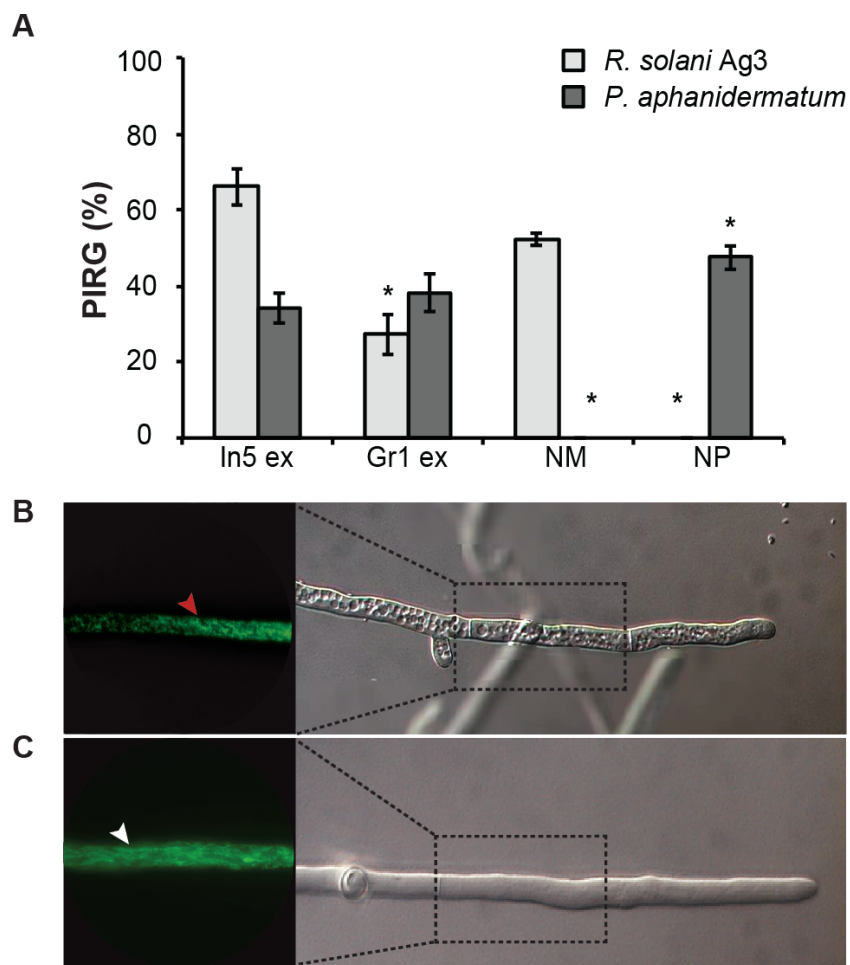 A
100
80
60
40
20
0
PIRG (%)
R. solani Ag3
P. aphanidermatum
*
*
*
*
In5 ex
Gr1 ex
NM
NP
B
C